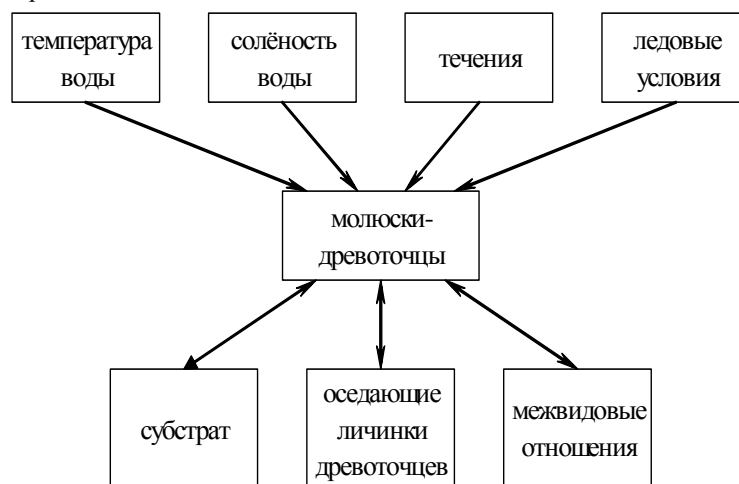 температура
воды
солёность
воды
течения
ледовые
условия
молюски-
древоточцы
субстрат
оседающие
личинки
древоточцев
межвидовые
отношения